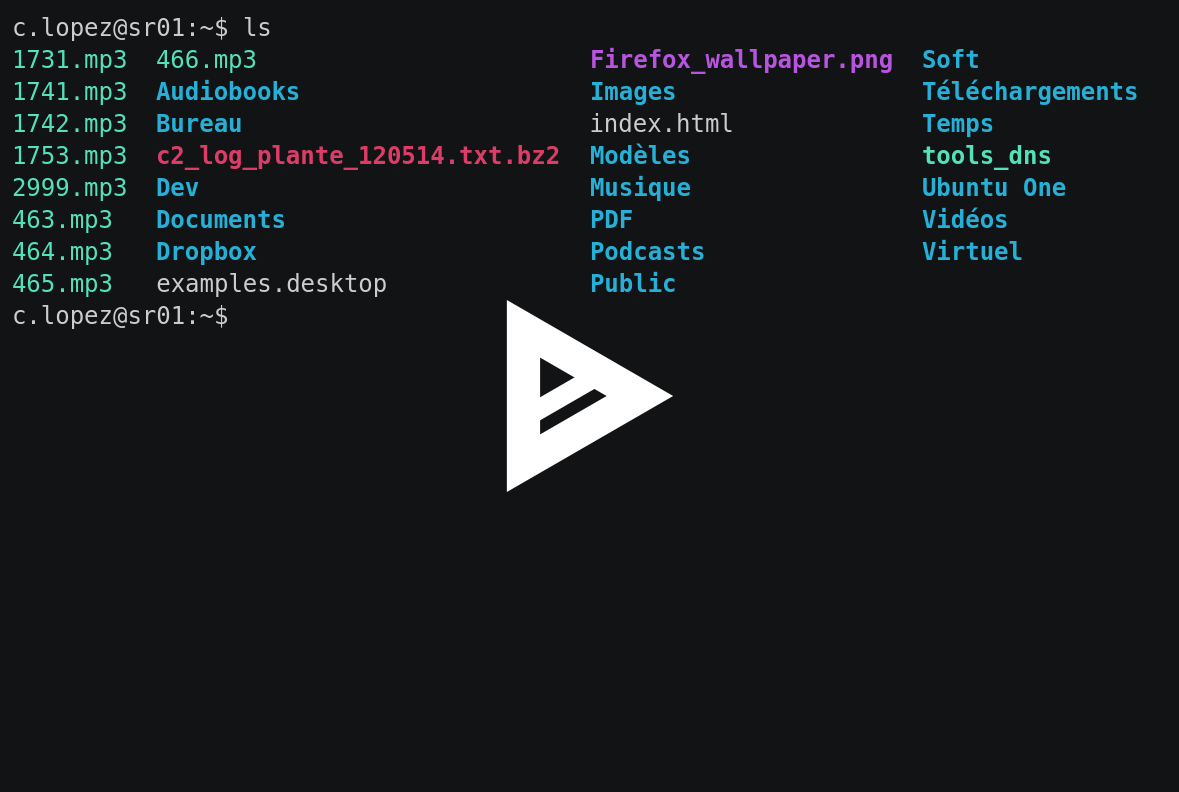 c.lopez@sr01:~$ ls
1731.mp3  466.mp3                       Firefox_wallpaper.png  Soft
1741.mp3  Audiobooks                    Images                 Téléchargements
1742.mp3  Bureau                        index.html             Temps
1753.mp3  c2_log_plante_120514.txt.bz2  Modèles                tools_dns
2999.mp3  Dev                           Musique                Ubuntu One
463.mp3   Documents                     PDF                    Vidéos
464.mp3   Dropbox                       Podcasts               Virtuel
465.mp3   examples.desktop              Public
c.lopez@sr01:~$